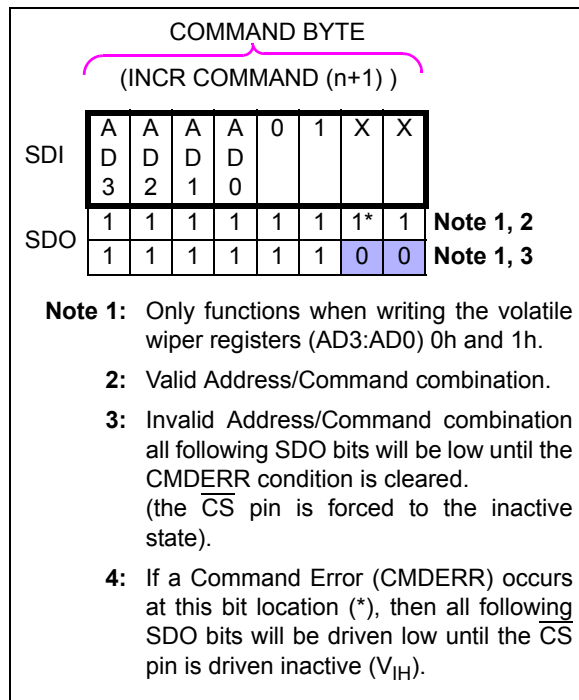 COMMAND BYTE
(INCR COMMAND (n+1) )
SDI
A A A A 0 1 X X
D D D D
3 2 1 0
SDO
1 1 1 1 1 1 1* 1 Note 1, 2
1 1 1 1 1 1 0 0 Note 1, 3
Note 1: Only functions when writing the volatile
wiper registers (AD3:AD0) 0h and 1h.
2: Valid Address/Command combination.
3: Invalid Address/Command combination
all following SDO bits will be low until the
CMDERR condition is cleared.
(the C̅S̅ pin is forced to the inactive
state).
4: If a Command Error (CMDERR) occurs
at this bit location (*), then all following
SDO bits will be driven low until the C̅S̅
pin is driven inactive (VIH).